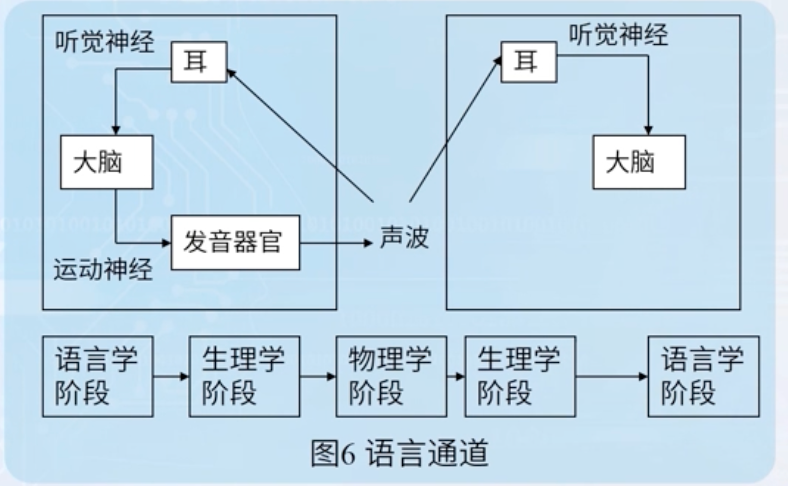 听觉神经
耳
大脑
发音器官
运动神经
声波
耳
听觉神经
大脑
语言学
阶段
生理学
阶段
物理学
阶段
生理学
阶段
语言学
阶段
图6 语言通道